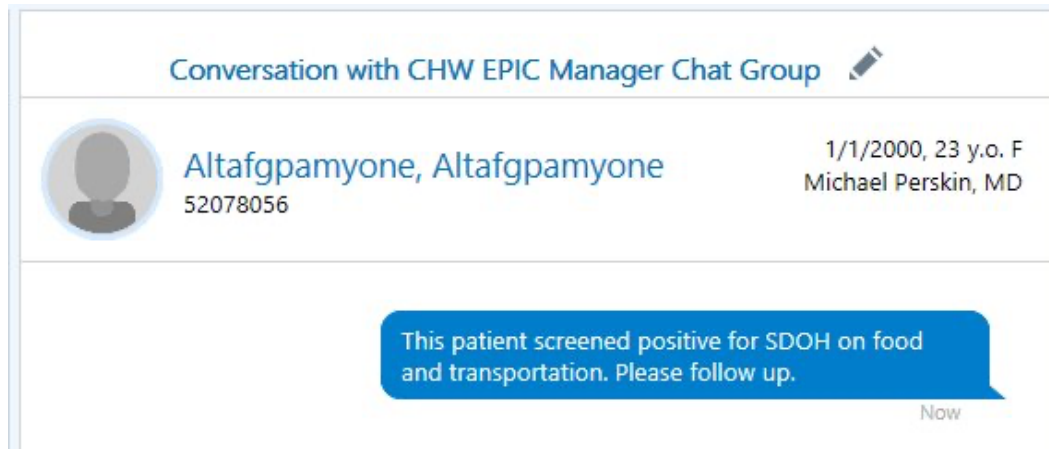 Conversation with CHW EPIC Manager Chat Group
Altafgpamyone, Altafgpamyone
52078056
1/1/2000, 23 y.o. F
Michael Perskin, MD
This patient screened positive for SDOH on food
and transportation. Please follow up.
Now